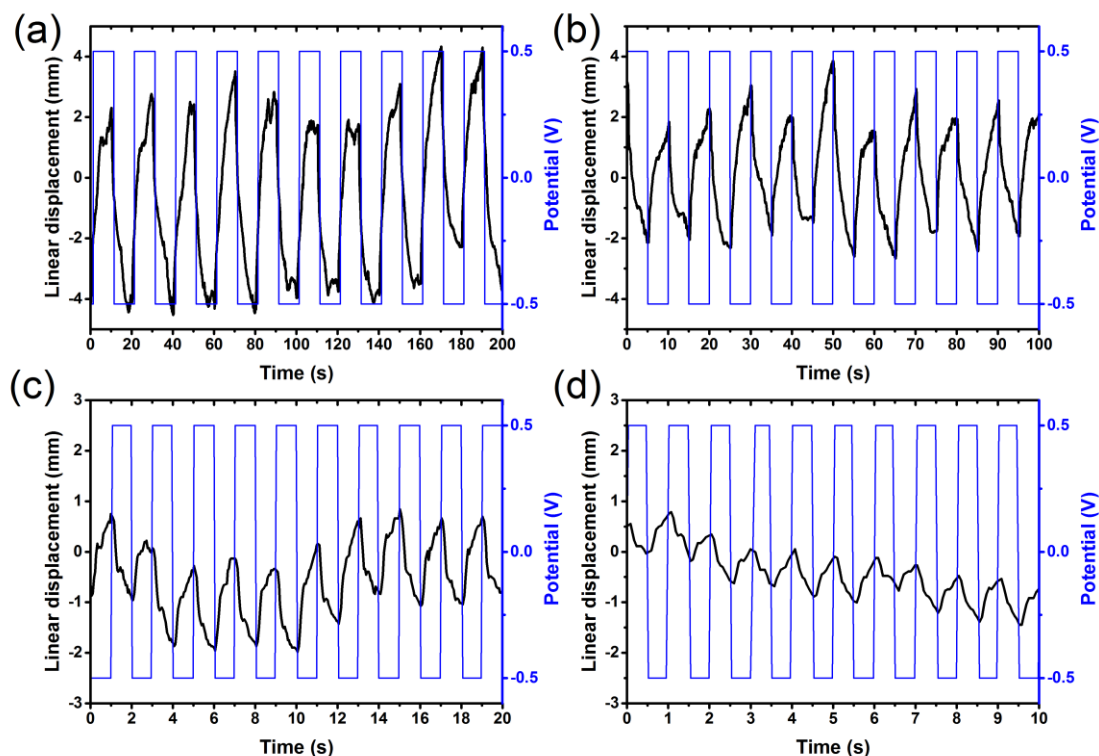 (a)
Linear displacement (mm)
4
2
0
-2
-4
0 20 40 60 80 100 120 140 160 180 200
Time (s)
0.5
0.0
-0.5
Potential (V)
(b)
Linear displacement (mm)
4
2
0
-2
-4
0 10 20 30 40 50 60 70 80 90 100
Time (s)
0.5
0.0
-0.5
Potential (V)
(c)
Linear displacement (mm)
3
2
1
0
-1
-2
-3
0 2 4 6 8 10 12 14 16 18 20
Time (s)
0.5
0.0
-0.5
Potential (V)
(d)
Linear displacement (mm)
3
2
1
0
-1
-2
-3
0 1 2 3 4 5 6 7 8 9 10
Time (s)
0.5
0.0
-0.5
Potential (V)